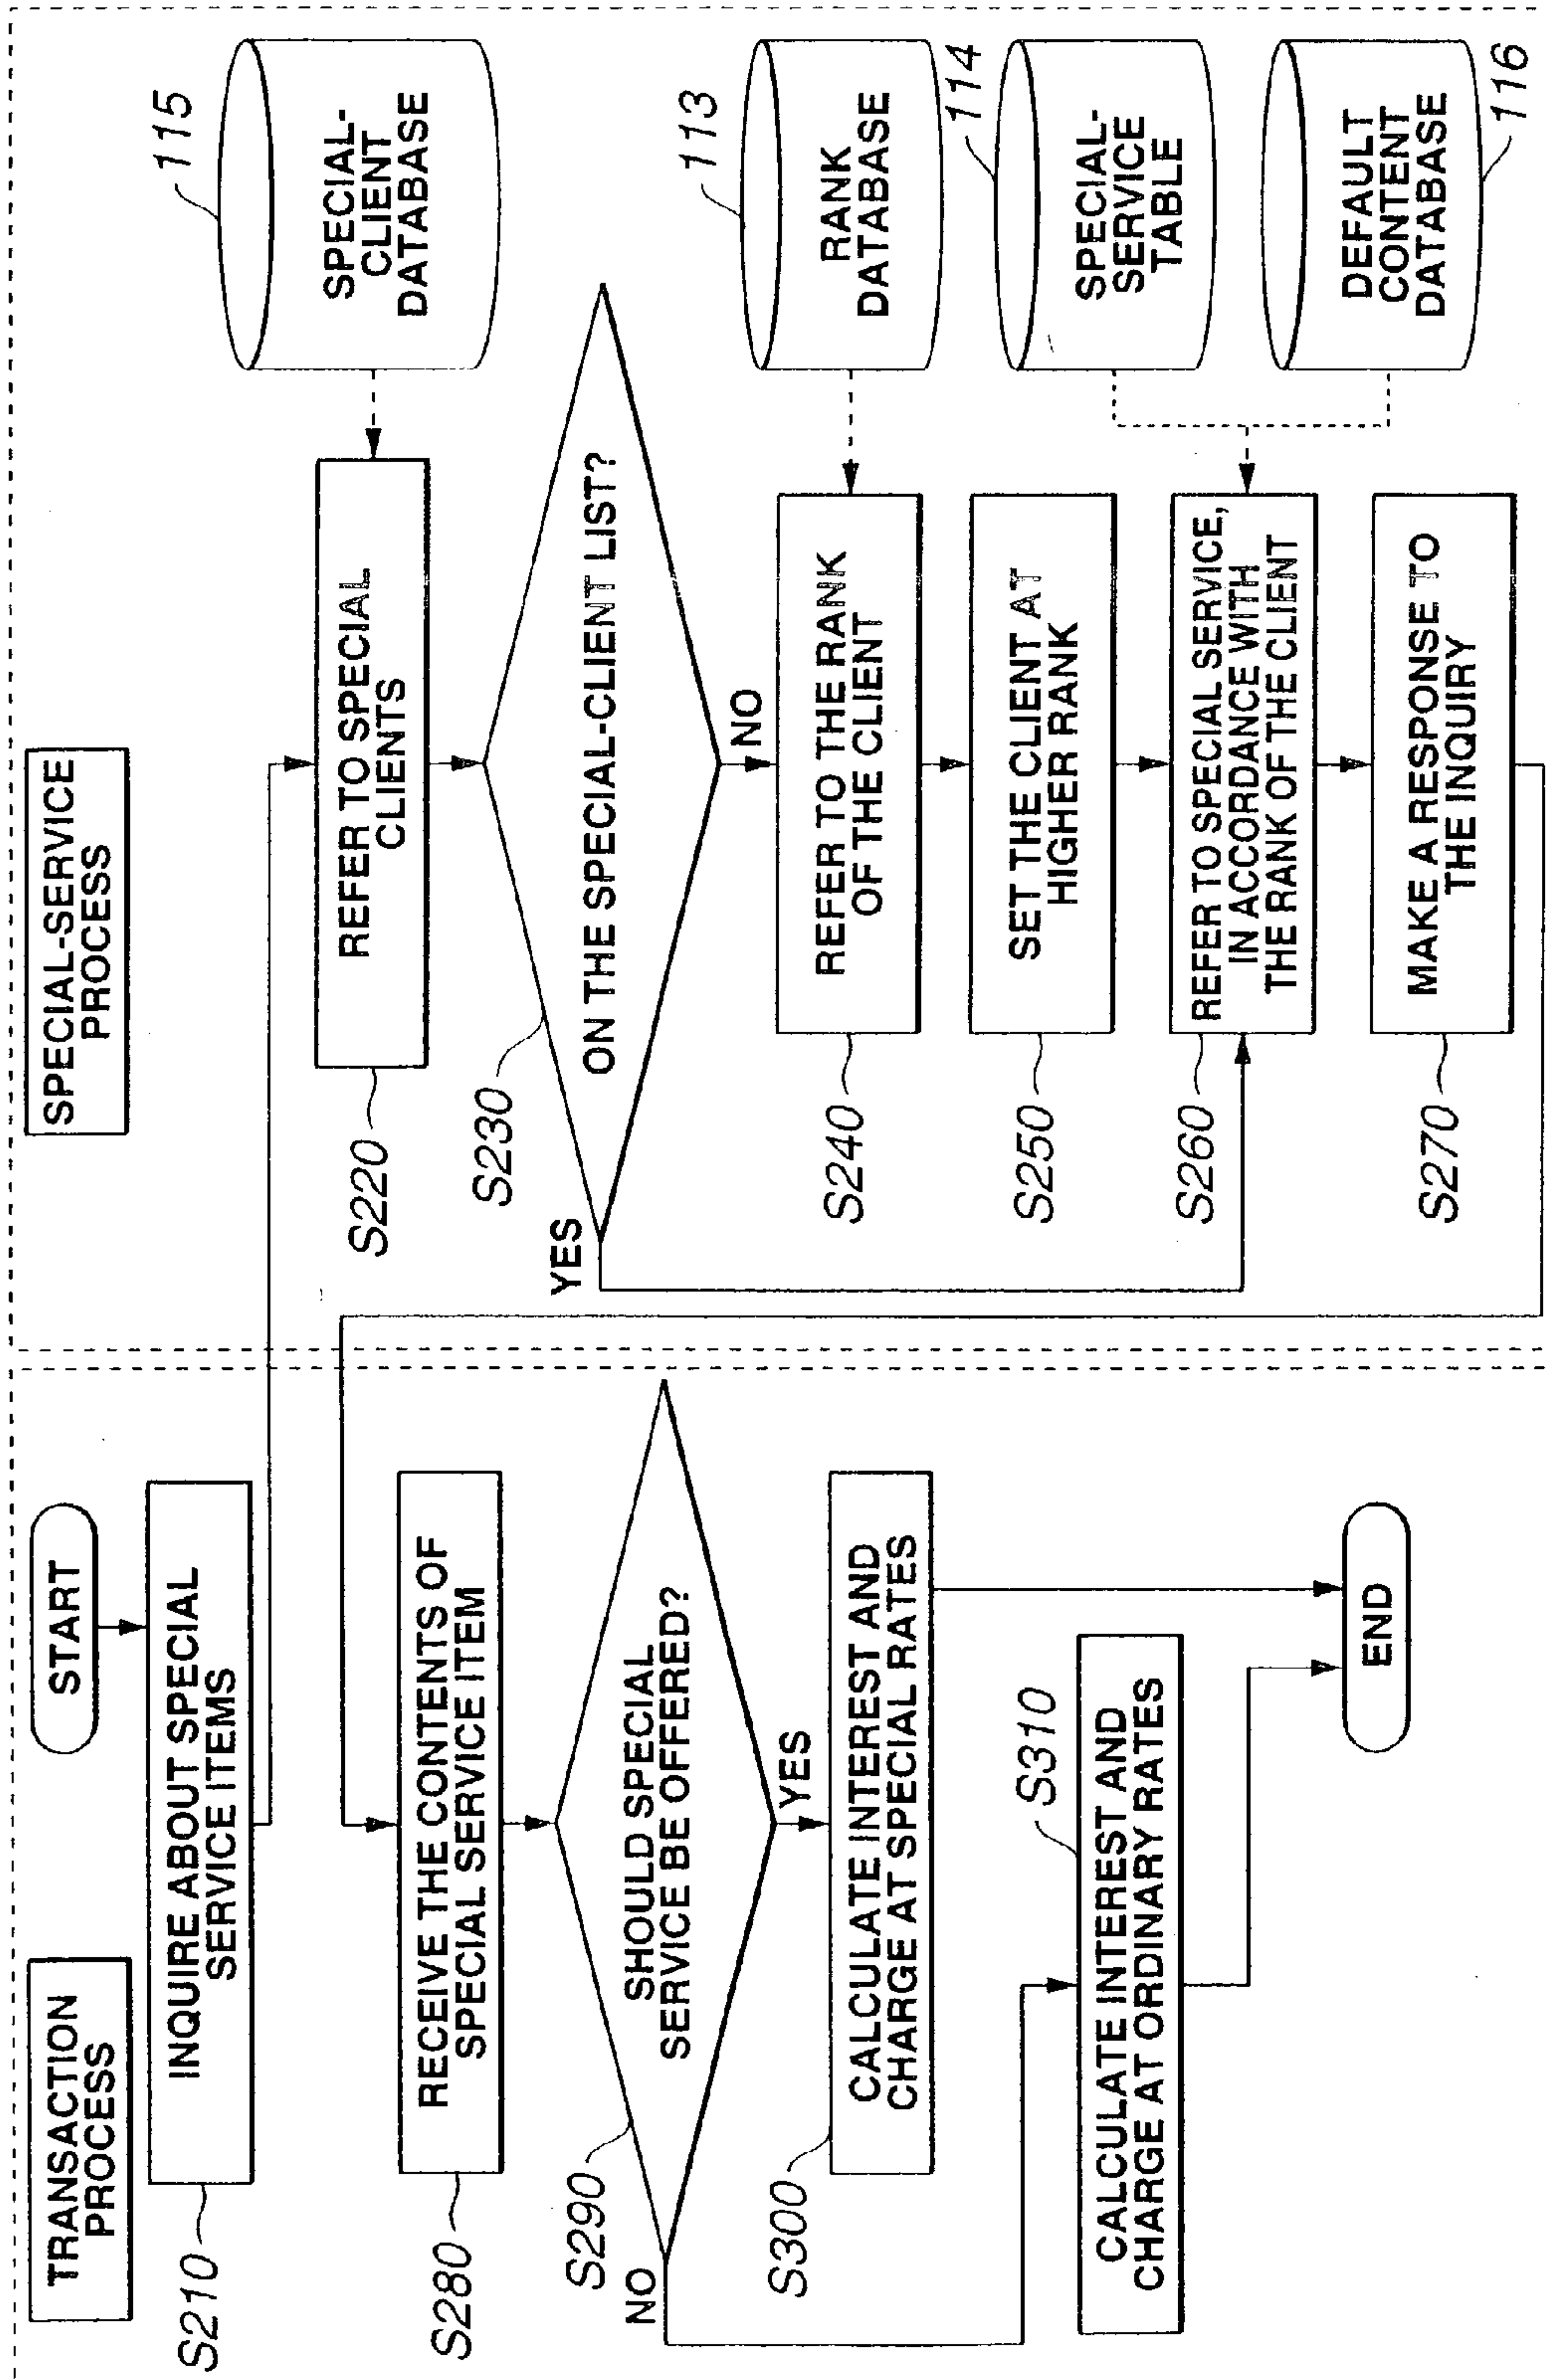 TRANSACTION
PROCESS
START
S210
INQUIRE ABOUT SPECIAL
SERVICE ITEMS
S280
RECEIVE THE CONTENTS OF
SPECIAL SERVICE ITEM
S290
SHOULD SPECIAL
SERVICE BE OFFERED?
NO
YES
S300
CALCULATE INTEREST AND
CHARGE AT SPECIAL RATES
S310
CALCULATE INTEREST AND
CHARGE AT ORDINARY RATES
END
SPECIAL-SERVICE
PROCESS
S220
REFER TO SPECIAL
CLIENTS
115
SPECIAL-
CLIENT
DATABASE
S230
ON THE SPECIAL-CLIENT LIST?
YES
NO
S240
REFER TO THE RANK
OF THE CLIENT
113
RANK
DATABASE
S250
SET THE CLIENT AT
HIGHER RANK
114
SPECIAL-
SERVICE
TABLE
S260
REFER TO SPECIAL SERVICE,
IN ACCORDANCE WITH
THE RANK OF THE CLIENT
DEFAULT
CONTENT
DATABASE
116
S270
MAKE A RESPONSE TO
THE INQUIRY